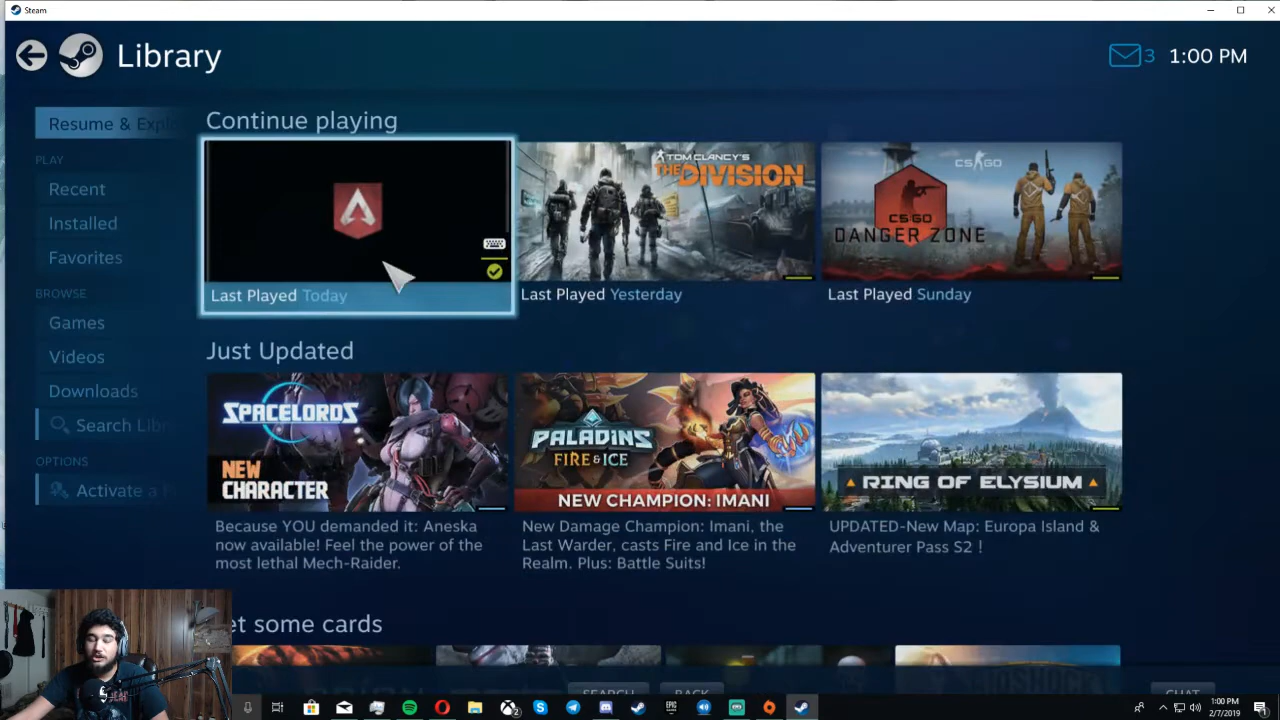 Steam
Library
3 1:00 PM
Resume & Expl
PLAY
Recent
Installed
Favorites
BROWSE
Games
Videos
Downloads
Search Lib
OPTIONS
Activate a
Continue playing
Last Played Today
TOM CLANCY'S
THE DIVISION
Last Played Yesterday
CS:GO
CS:GO
DANGER ZONE
Last Played Sunday
Just Updated
SPACELORDS
NEW
CHARACTER
Because YOU demanded it: Aneska
now available! Feel the power of the
most lethal Mech-Raider.
PALADINS
FIRE & ICE
NEW CHAMPION: IMANI
New Damage Champion: Imani, the
Last Warder, casts Fire and Ice in the
Realm. Plus: Battle Suits!
RING OF ELYSIUM
UPDATED-New Map: Europa Island &
Adventurer Pass S2 !
et some cards
SEARCH
BACK
CHAT
EPIC
1:00 PM
2/7/2019